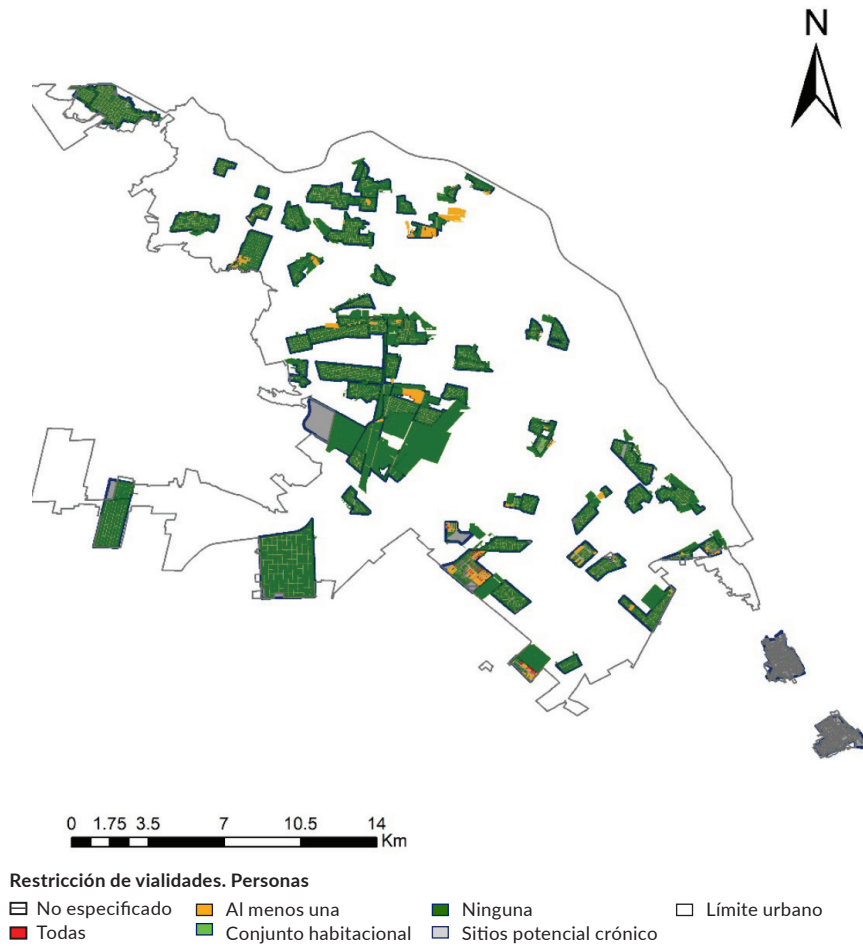 N
0 1.75 3.5 7 10.5 14
Km
Restricción de vialidades. Personas
No especificado Al menos una Ninguna Límite urbano
Todas Conjunto habitacional Sitios potencial crónico